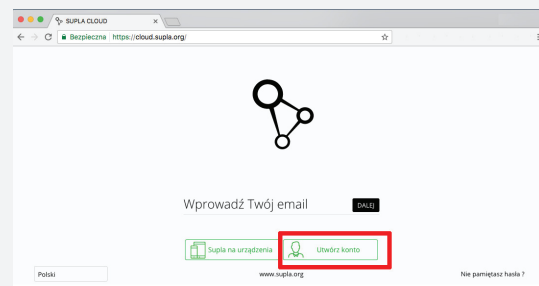 SUPLA CLOUD
Bezpieczna | https://cloud.supla.org/
Wprowadź Twój email
DALEJ
Supla na urządzenia
Utwórz konto
Polski
www.supla.org
Nie pamiętasz hasła ?